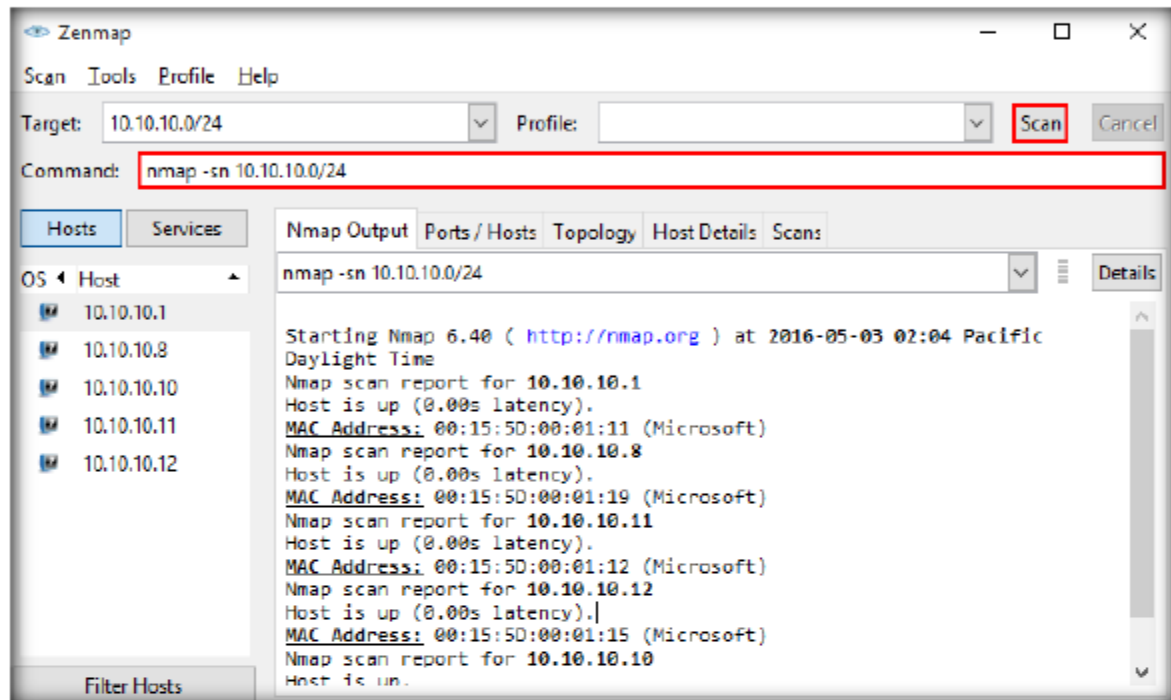 Zenmap
Scan Tools Profile Help
Target: 10.10.10.0/24 Profile: Scan Cancel
Command: nmap -sn 10.10.10.0/24
Hosts Services Nmap Output Ports / Hosts Topology Host Details Scans
OS Host nmap -sn 10.10.10.0/24 Details
10.10.10.1
10.10.10.8
10.10.10.10
10.10.10.11
10.10.10.12
Filter Hosts
Starting Nmap 6.40 ( http://nmap.org ) at 2016-05-03 02:04 Pacific
Daylight Time
Nmap scan report for 10.10.10.1
Host is up (0.00s latency).
MAC Address: 00:15:5D:00:01:11 (Microsoft)
Nmap scan report for 10.10.10.8
Host is up (0.00s latency).
MAC Address: 00:15:5D:00:01:19 (Microsoft)
Nmap scan report for 10.10.10.11
Host is up (0.00s latency).
MAC Address: 00:15:5D:00:01:12 (Microsoft)
Nmap scan report for 10.10.10.12
Host is up (0.00s latency).
MAC Address: 00:15:5D:00:01:15 (Microsoft)
Nmap scan report for 10.10.10.10
Host is up.